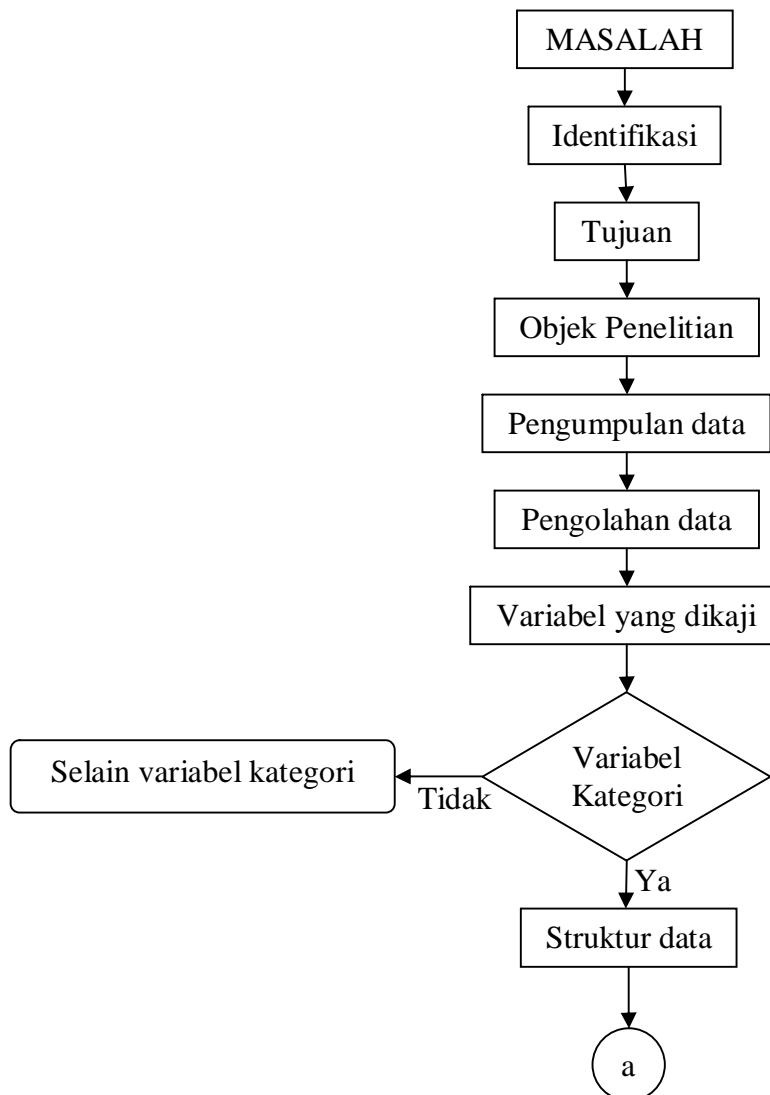 MASALAH
Identifikasi
Tujuan
Objek Penelitian
Pengumpulan data
Pengolahan data
Variabel yang dikaji
Variabel
Kategori
Selain variabel kategori
Tidak
Ya
Struktur data
a